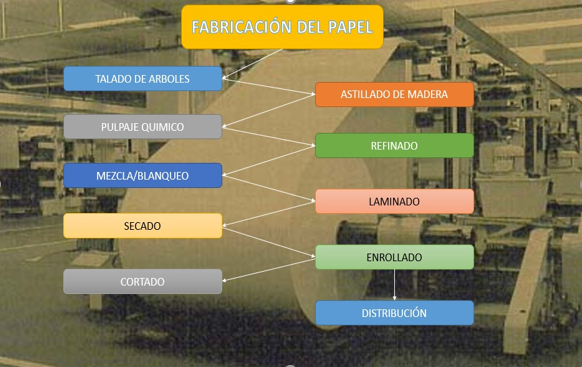 FABRICACIÓN DEL PAPEL
TALADO DE ARBOLES
ASTILLADO DE MADERA
PULPAJE QUIMICO
REFINADO
MEZCLA/BLANQUEO
LAMINADO
SECADO
ENROLLADO
CORTADO
DISTRIBUCIÓN